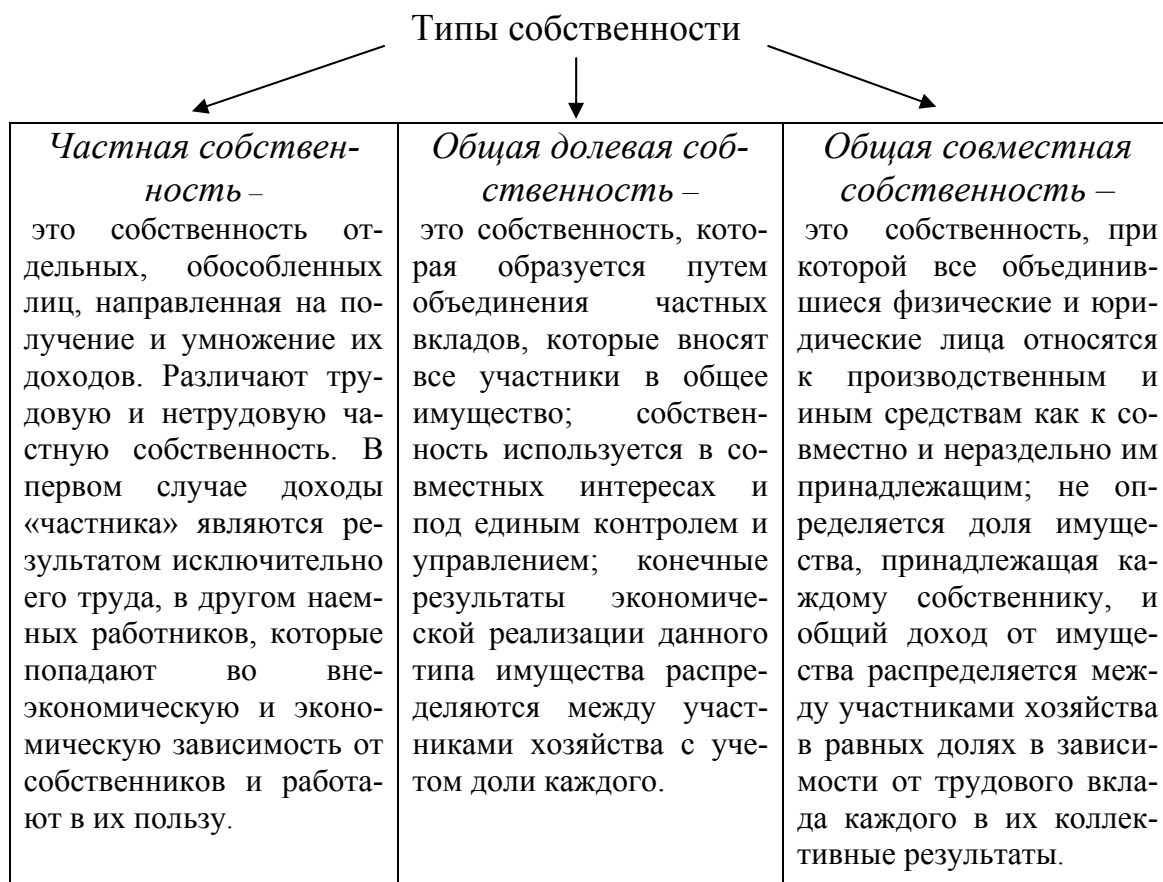 Типы собственности
Частная собствен-
ность –
это собственность от-
дельных, обособленных
лиц, направленная на по-
лучение и умножение их
доходов. Различают тру-
довую и нетрудовую ча-
стную собственность. В
первом случае доходы
«частника» являются ре-
зультатом исключительно
его труда, в другом наем-
ных работников, которые
попадают во вне-
экономическую и эконо-
мическую зависимость от
собственников и работа-
ют в их пользу.
Общая долевая соб-
ственность –
это собственность, кото-
рая образуется путем
объединения частных
вкладов, которые вносят
все участники в общее
имущество; собствен-
ность используется в со-
вместных интересах и
под единым контролем и
управлением; конечные
результаты экономиче-
ской реализации данного
типа имущества распре-
деляются между участ-
никами хозяйства с уче-
том доли каждого.
Общая совместная
собственность –
это собственность, при
которой все объединив-
шиеся физические и юри-
дические лица относятся
к производственным и
иным средствам как к со-
вместно и нераздельно им
принадлежащим; не оп-
ределяется доля имуще-
ства, принадлежащая ка-
ждому собственнику, и
общий доход от имуще-
ства распределяется меж-
ду участниками хозяйства
в равных долях в зависи-
мости от трудового вкла-
да каждого в их коллек-
тивные результаты.